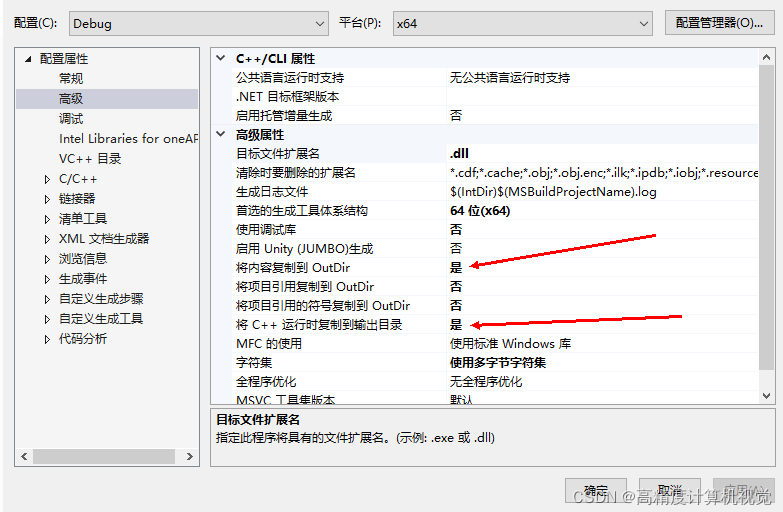 配置(C): Debug 平台(P): x64 配置管理器(O)...
配置属性
常规
高级
调试
Intel Libraries for oneAP
VC++ 目录
C/C++
链接器
清单工具
XML 文档生成器
浏览信息
生成事件
自定义生成步骤
自定义生成工具
代码分析
C++/CLI 属性
公共语言运行时支持 无公共语言运行时支持
.NET 目标框架版本
启用托管增量生成 否
高级属性
目标文件扩展名 .dll
清除时要删除的扩展名 *.cdf;*.cache;*.obj;*.obj.enc;*.ilk;*.ipdb;*.iobj;*.resource
生成日志文件 $(IntDir)$(MSBuildProjectName).log
首选的生成工具体系结构 64 位(x64)
使用调试库 否
启用 Unity (JUMBO)生成 否
将内容复制到 OutDir 是
将项目引用复制到 OutDir 否
将项目引用的符号复制到 OutDir 否
将 C++ 运行时复制到输出目录 是
MFC 的使用 使用标准 Windows 库
字符集 使用多字节字符集
全程序优化 无全程序优化
MSVC 工具集版本 默认
目标文件扩展名
指定此程序将具有的文件扩展名。(示例: .exe 或 .dll)
确定 取消 应用(A)
CSDN @高精度计算机视觉